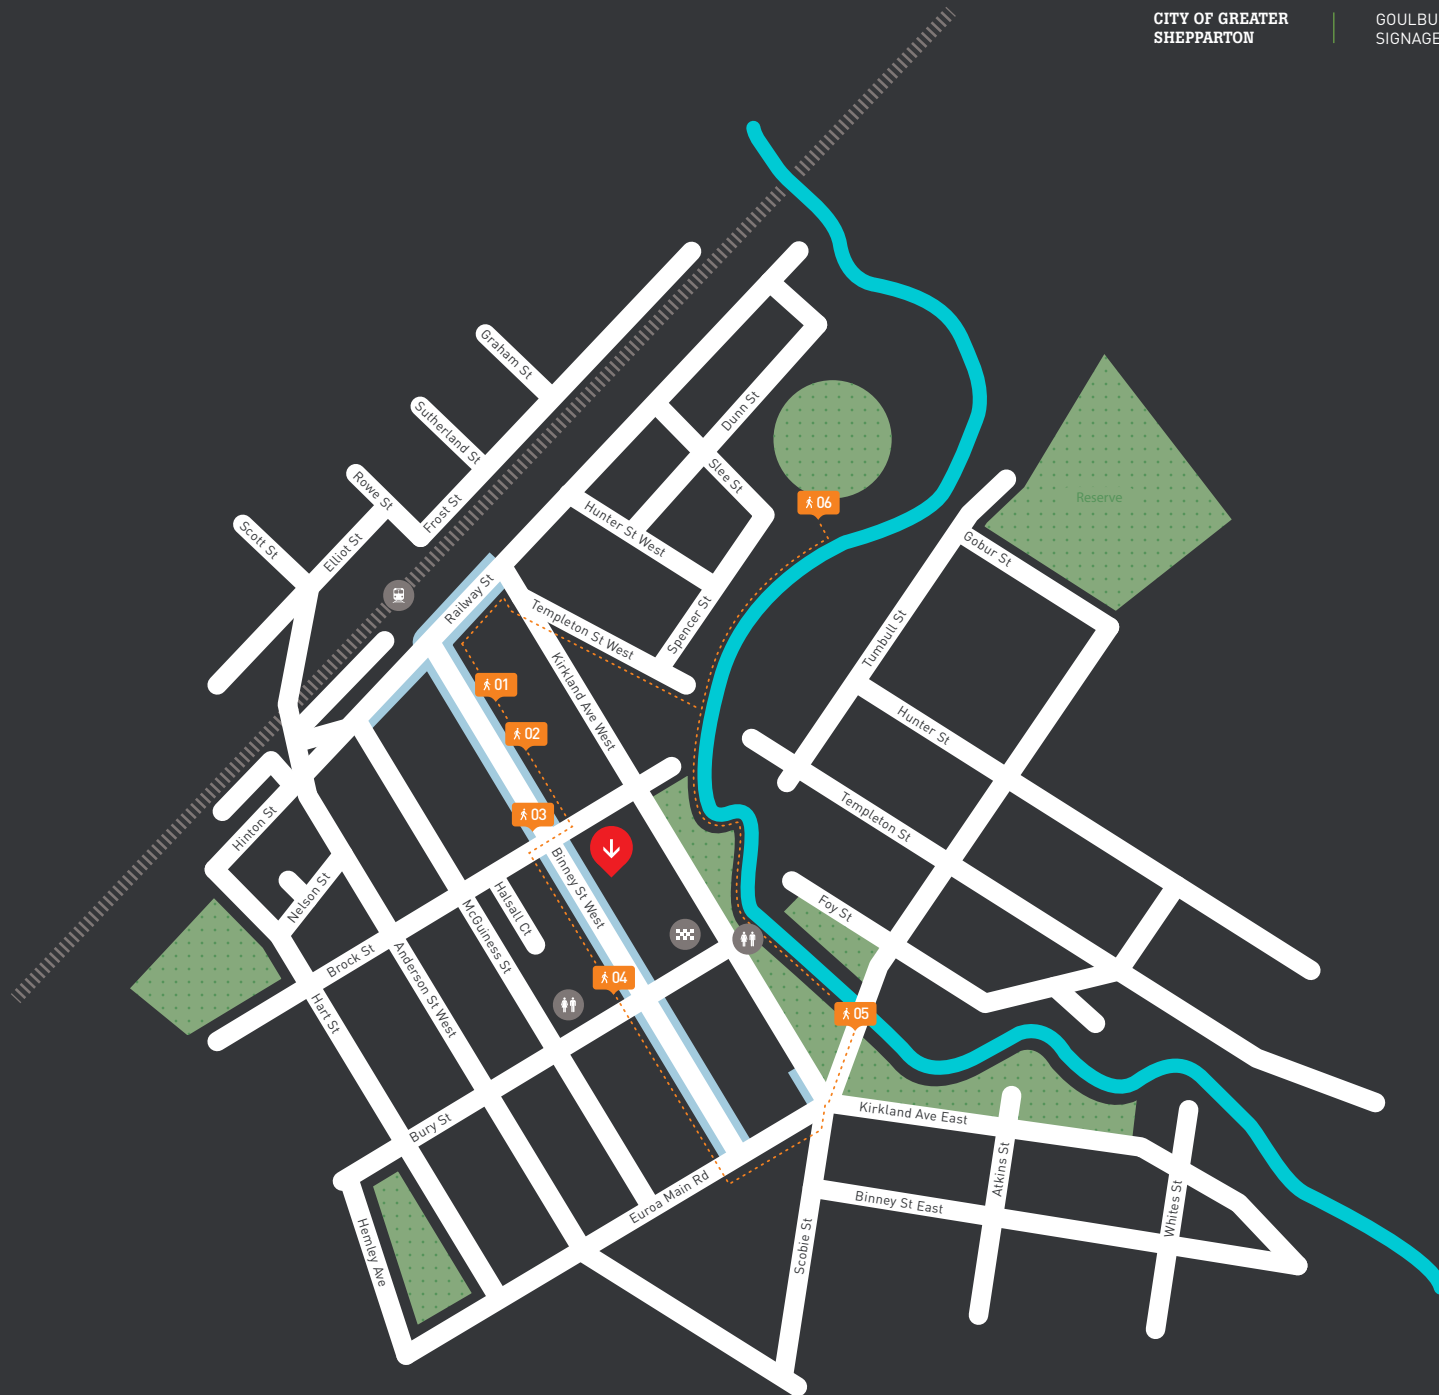 CITY OF GREATER
SHEPPARTON
GOULBU
SIGNAGE
Graham St
Sutherland St
Rowe St
Frost St
Scott St
Elliot St
Dunn St
Slee St
Hunter St West
06
Reserve
Gobur St
Railway St
Templeton St West
Spencer St
Tumbull St
Kirkland Ave West
01
02
03
Hunter St
Templeton St
Hinton St
Nelson St
Halsall Ct
Binney St West
McGuiness St
Foy St
Brock St
Anderson St West
Hart St
04
05
Bury St
Kirkland Ave East
Atkins St
Binney St East
Whites St
Euroa Main Rd
Scobie St
Hemley Ave